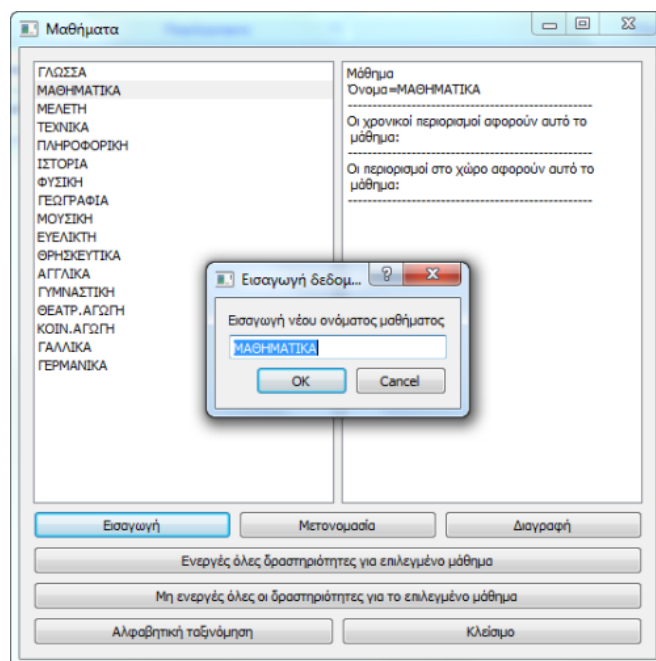 Μαθήματα
ΓΛΩΣΣΑ
ΜΑΘΗΜΑΤΙΚΑ
ΜΕΛΕΤΗ
ΤΕΧΝΙΚΑ
ΠΛΗΡΟΦΟΡΙΚΗ
ΙΣΤΟΡΙΑ
ΦΥΣΙΚΗ
ΓΕΩΓΡΑΦΙΑ
ΜΟΥΣΙΚΗ
ΕΥΕΛΙΚΤΗ
ΘΡΗΣΚΕΥΤΙΚΑ
ΑΓΓΛΙΚΑ
ΓΥΜΝΑΣΤΙΚΗ
ΘΕΑΤΡ.ΑΓΩΓΗ
ΚΟΙΝ.ΑΓΩΓΗ
ΓΑΛΛΙΚΑ
ΓΕΡΜΑΝΙΚΑ
Μάθημα
Όνομα=ΜΑΘΗΜΑΤΙΚΑ
------------------------------------------------
Οι χρονικοί περιορισμοί αφορούν αυτό το
μάθημα:
------------------------------------------------
Οι περιορισμοί στο χώρο αφορούν αυτό το
μάθημα:
------------------------------------------------
Εισαγωγή δεδομ...
Εισαγωγή νέου ονόματος μαθήματος
ΜΑΘΗΜΑΤΙΚΑ
OK Cancel
Εισαγωγή Μετονομασία Διαγραφή
Ενεργές όλες δραστηριότητες για επιλεγμένο μάθημα
Μη ενεργές όλες οι δραστηριότητες για το επιλεγμένο μάθημα
Αλφαβητική ταξινόμηση Κλείσιμο